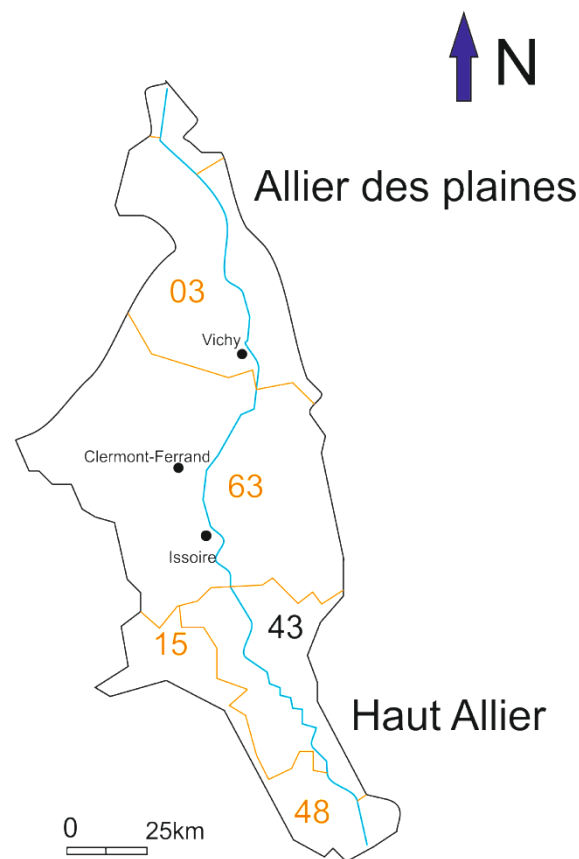 N
Allier des plaines
03
Vichy
Clermont-Ferrand
63
Issoire
43
15
Haut Allier
48
0 25km